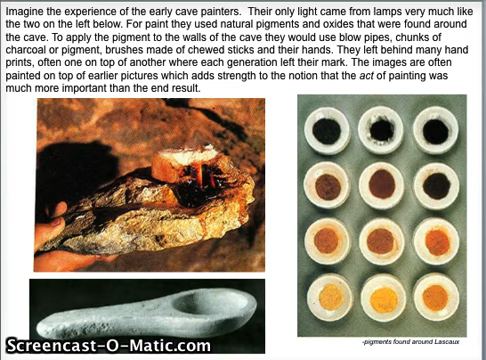 Imagine the experience of the early cave painters.  Their only light came from lamps very much like
the two on the left below. For paint they used natural pigments and oxides that were found around
the cave. To apply the pigment to the walls of the cave they would use blow pipes, chunks of
charcoal or pigment, brushes made of chewed sticks and their hands. They left behind many hand
prints, often one on top of another where each generation left their mark. The images are often
painted on top of earlier pictures which adds strength to the notion that the act of painting was
much more important than the end result.
Screencast-O-Matic.com
-pigments found around Lascaux